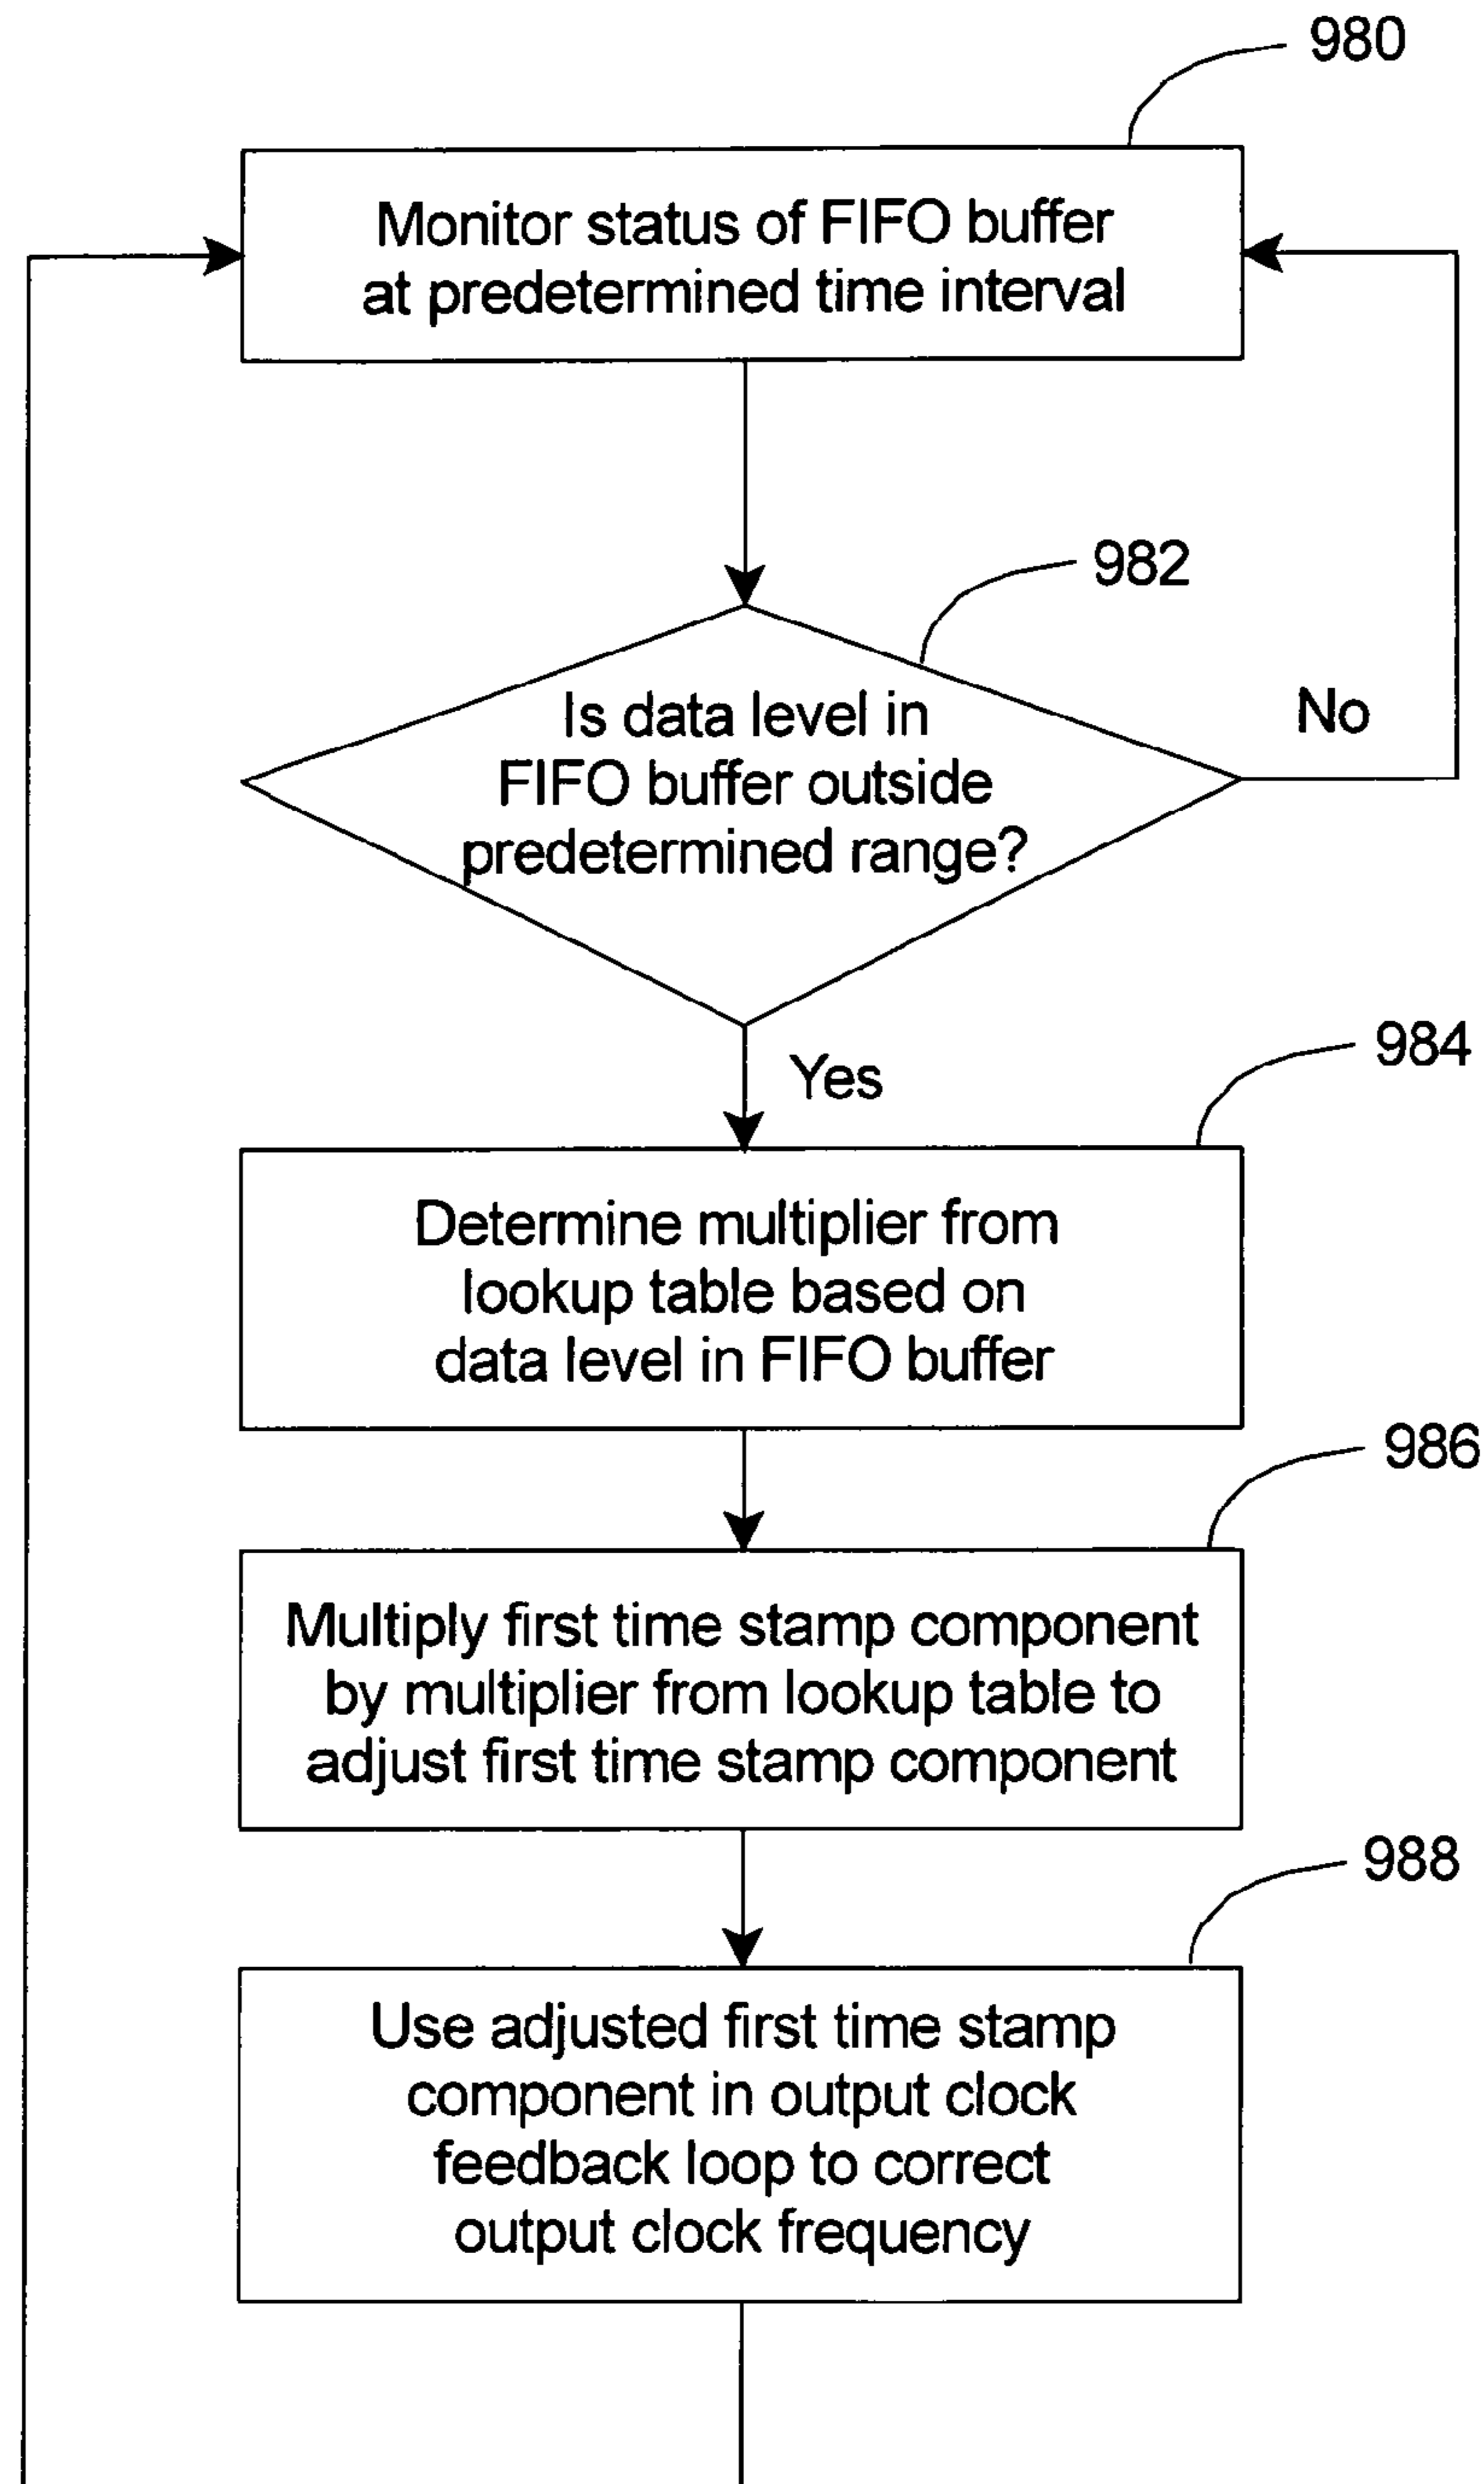 980
Monitor status of FIFO buffer
at predetermined time interval
982
Is data level in
FIFO buffer outside
predetermined range?
No
Yes
984
Determine multiplier from
lookup table based on
data level in FIFO buffer
986
Multiply first time stamp component
by multiplier from lookup table to
adjust first time stamp component
988
Use adjusted first time stamp
component in output clock
feedback loop to correct
output clock frequency